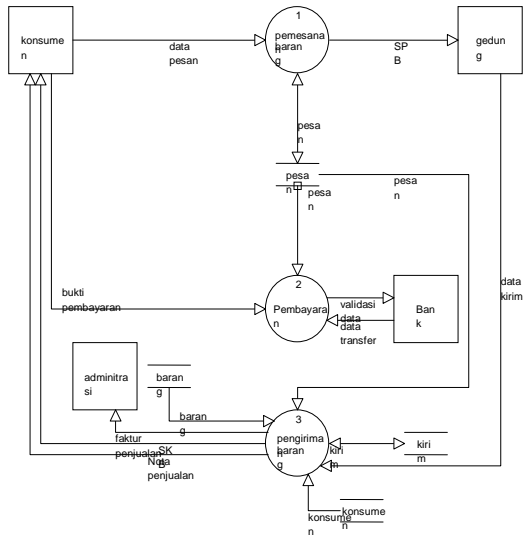 1
konsume
n
pemesana
n
barang
g
gedun
g
data
pesan
SP
B
pesa
n
pesa
n
pesa
n
pesa
n
2
Pembayara
n
bukti
pembayaran
validasi
data
data
transfer
Ban
k
data
kirim
adminitra
si
baran
g
baran
g
3
pengirima
n
baran
g
faktur
penjualan
SK
B
Nota
penjualan
kiri
m
kiri
m
konsume
n
konsume
n